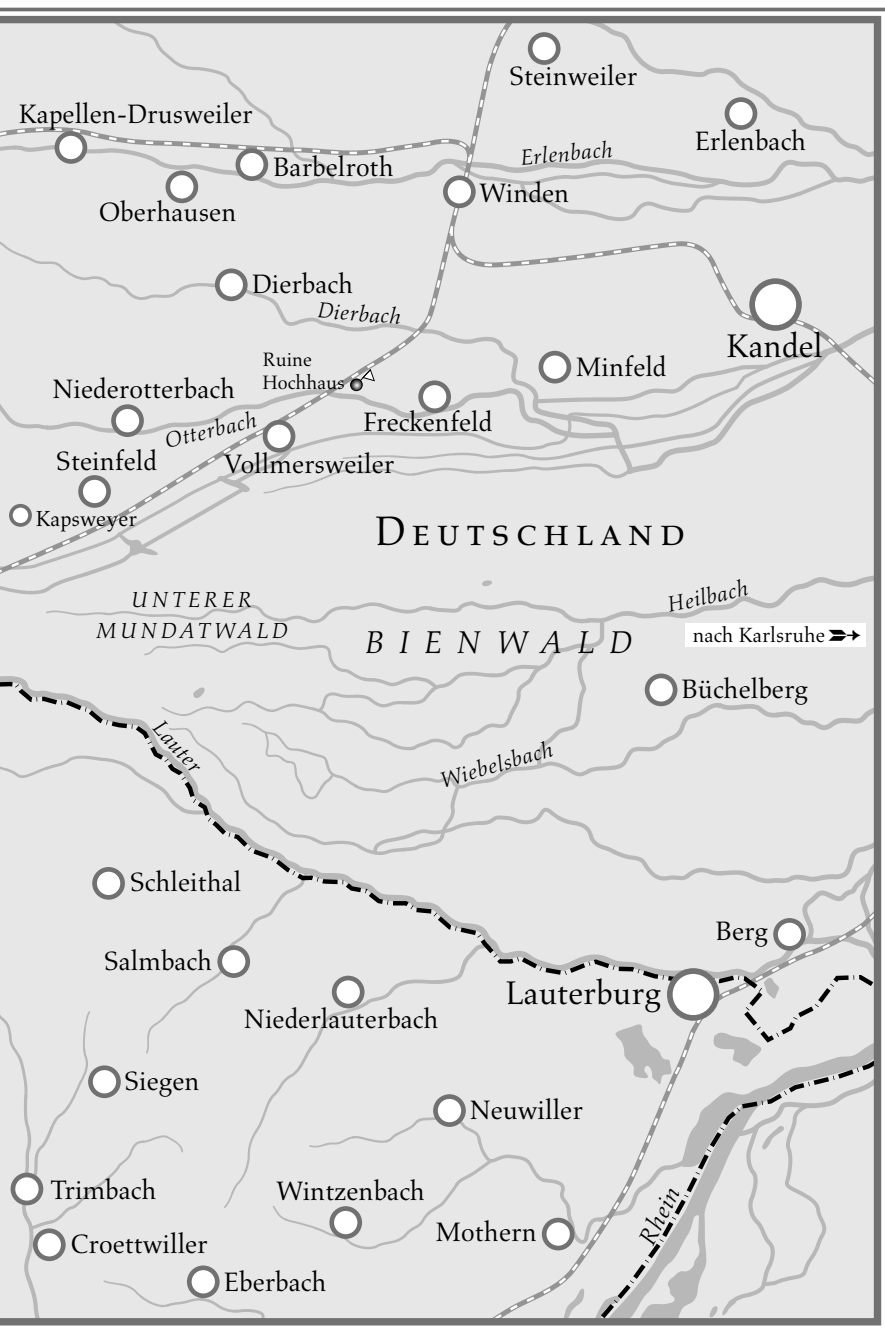 Steinweiler
Kapellen-Drusweiler
Erlenbach
Erlenbach
Barbelroth
Winden
Oberhausen
Dierbach
Dierbach
Kandel
Ruine
Hochhaus
Minfeld
Niederotterbach
Freckenfeld
Otterbach
Steinfeld
Vollmersweiler
Kapsweyer
DEUTSCHLAND
UNTERER
MUNDATWALD
Heilbach
BIENWALD
nach Karlsruhe
Büchelberg
Lauter
Wiebelsbach
Schleithal
Berg
Salmbach
Lauterburg
Niederlauterbach
Siegen
Neuwiller
Trimbach
Wintzenbach
Rhein
Mothern
Croettwiller
Eberbach